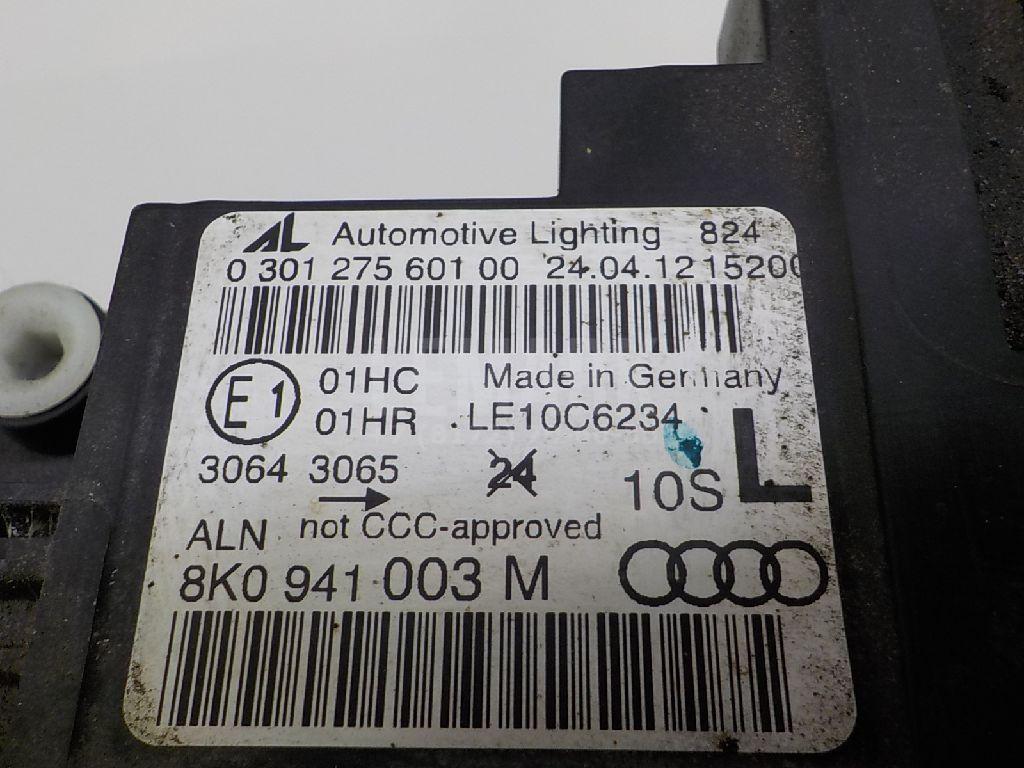 AL Automotive Lighting 824
0 301 275 601 00 24.04.12 15200
E1 01HC Made in Germany
01HR LE10C6234
3064 3065 24 10S L
ALN not CCC-approved
8K0 941 003 M